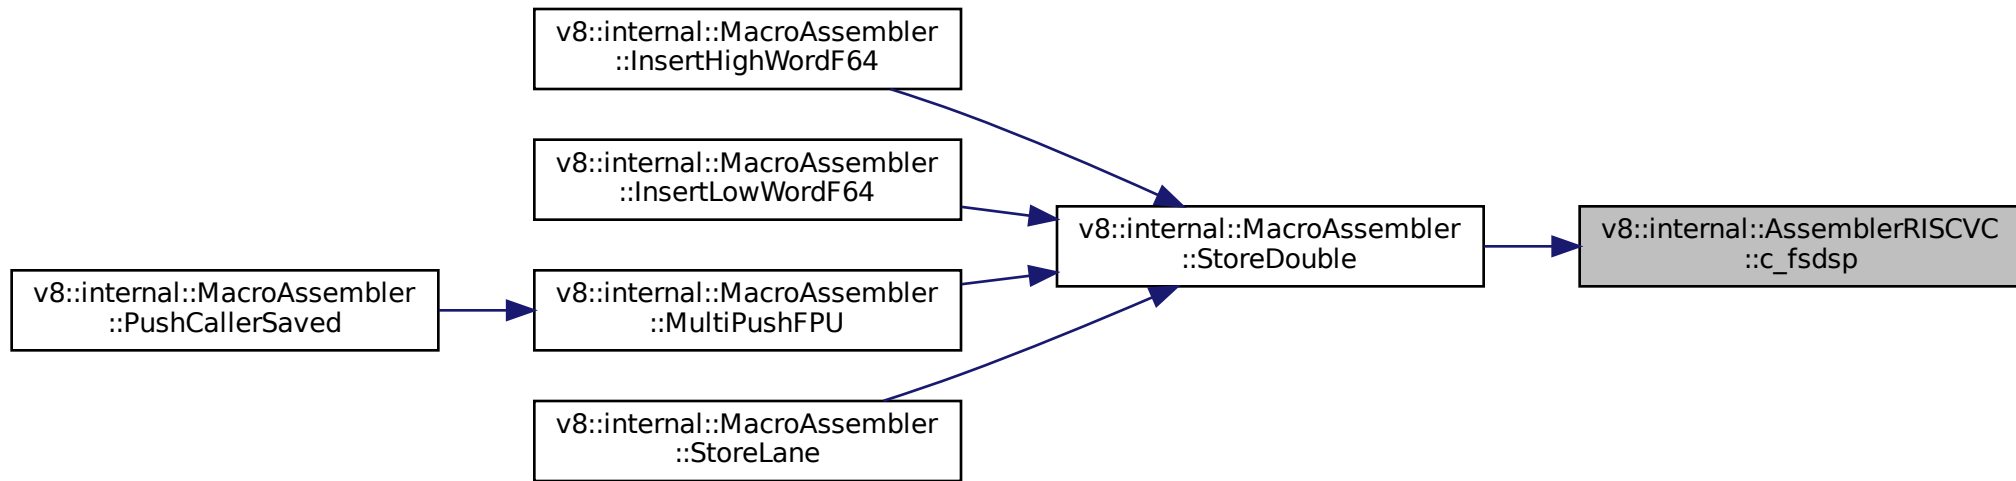 v8::internal::MacroAssembler
::InsertHighWordF64
v8::internal::MacroAssembler
::InsertLowWordF64
v8::internal::MacroAssembler
::StoreDouble
v8::internal::AssemblerRISCVC
::c_fsdsp
v8::internal::MacroAssembler
::PushCallerSaved
v8::internal::MacroAssembler
::MultiPushFPU
v8::internal::MacroAssembler
::StoreLane